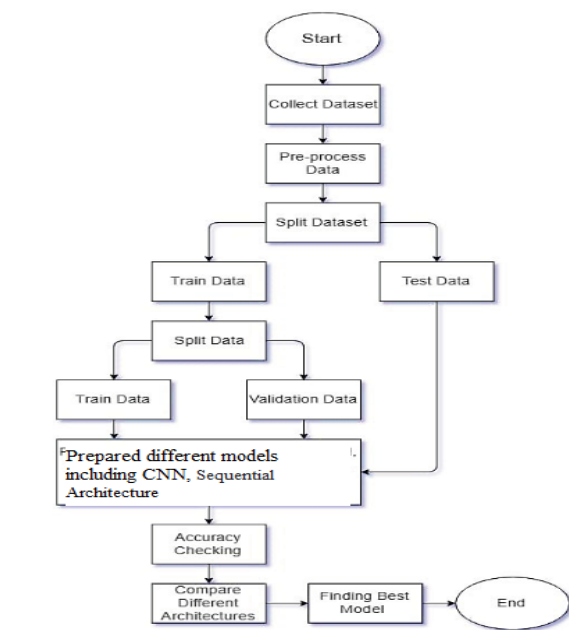 Start
Collect Dataset
Pre-process
Data
Split Dataset
Train Data
Test Data
Split Data
Train Data
Validation Data
Prepared different models
including CNN, Sequential
Architecture
Accuracy
Checking
Compare
Different
Architectures
Finding Best
Model
End